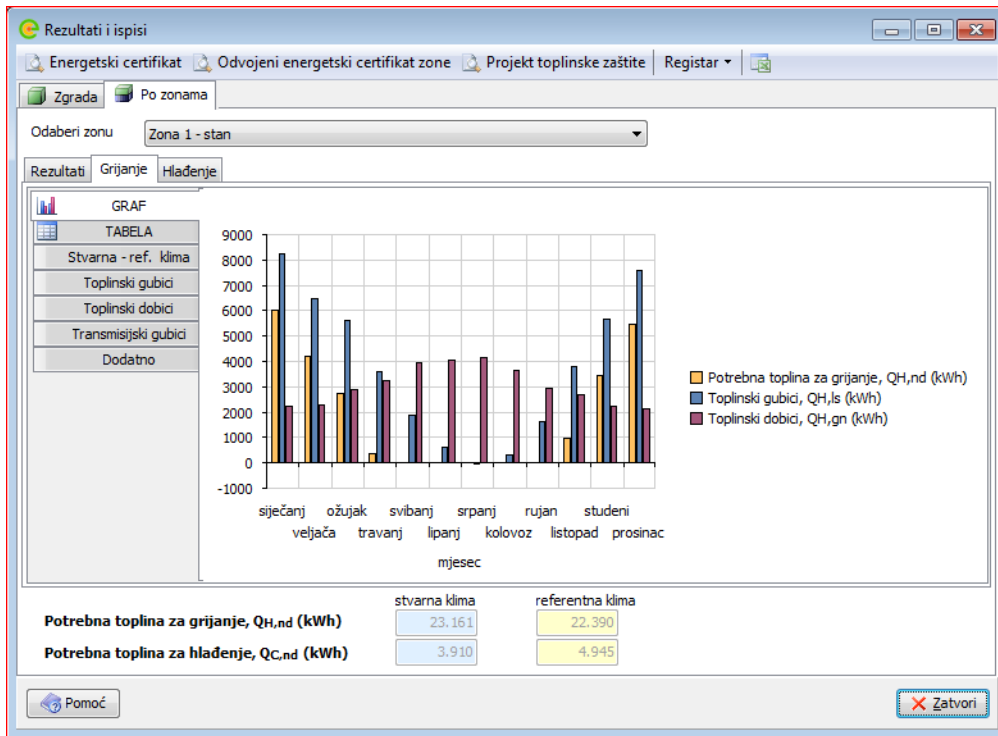 Rezultati i ispisi
Energetski certifikat Odvojeni energetski certifikat zone Projekt toplinske zaštite Registar
Zgrada Po zonama
Odaberi zonu Zona 1 - stan
Rezultati Grijanje Hlađenje
GRAF
TABELA
Stvarna - ref. klima
Toplinski gubici
Toplinski dobici
Transmisijski gubici
Dodatno
9000
8000
7000
6000
5000
4000
3000
2000
1000
0
-1000
siječanj ožujak svibanj srpanj rujan studeni
veljača travanj lipanj kolovoz listopad prosinac
mjesec
Potrebna toplina za grijanje, QH,nd (kWh)
Toplinski gubici, QH,ls (kWh)
Toplinski dobici, QH,gn (kWh)
stvarna klima referentna klima
Potrebna toplina za grijanje, QH,nd (kWh) 23.161 22.390
Potrebna toplina za hlađenje, QC,nd (kWh) 3.910 4.945
Pomoć Zatvori